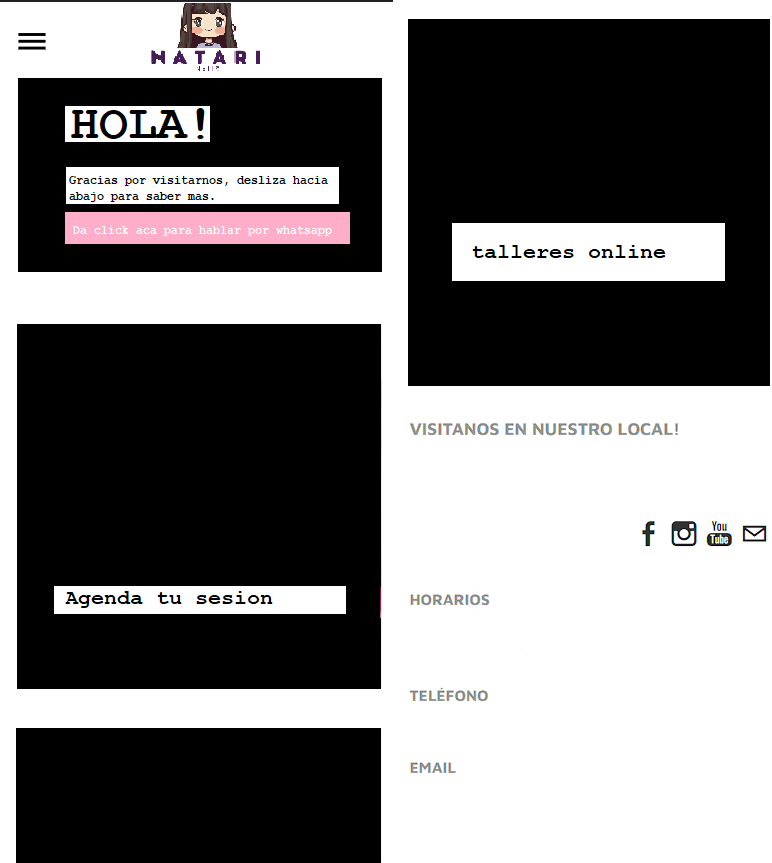 NATARI
HOLA!
Gracias por visitarnos, desliza hacia
abajo para saber mas.
Da click aca para hablar por whatsapp
Agenda tu sesion
talleres online
VISITANOS EN NUESTRO LOCAL!
You
Tube
HORARIOS
TELÉFONO
EMAIL